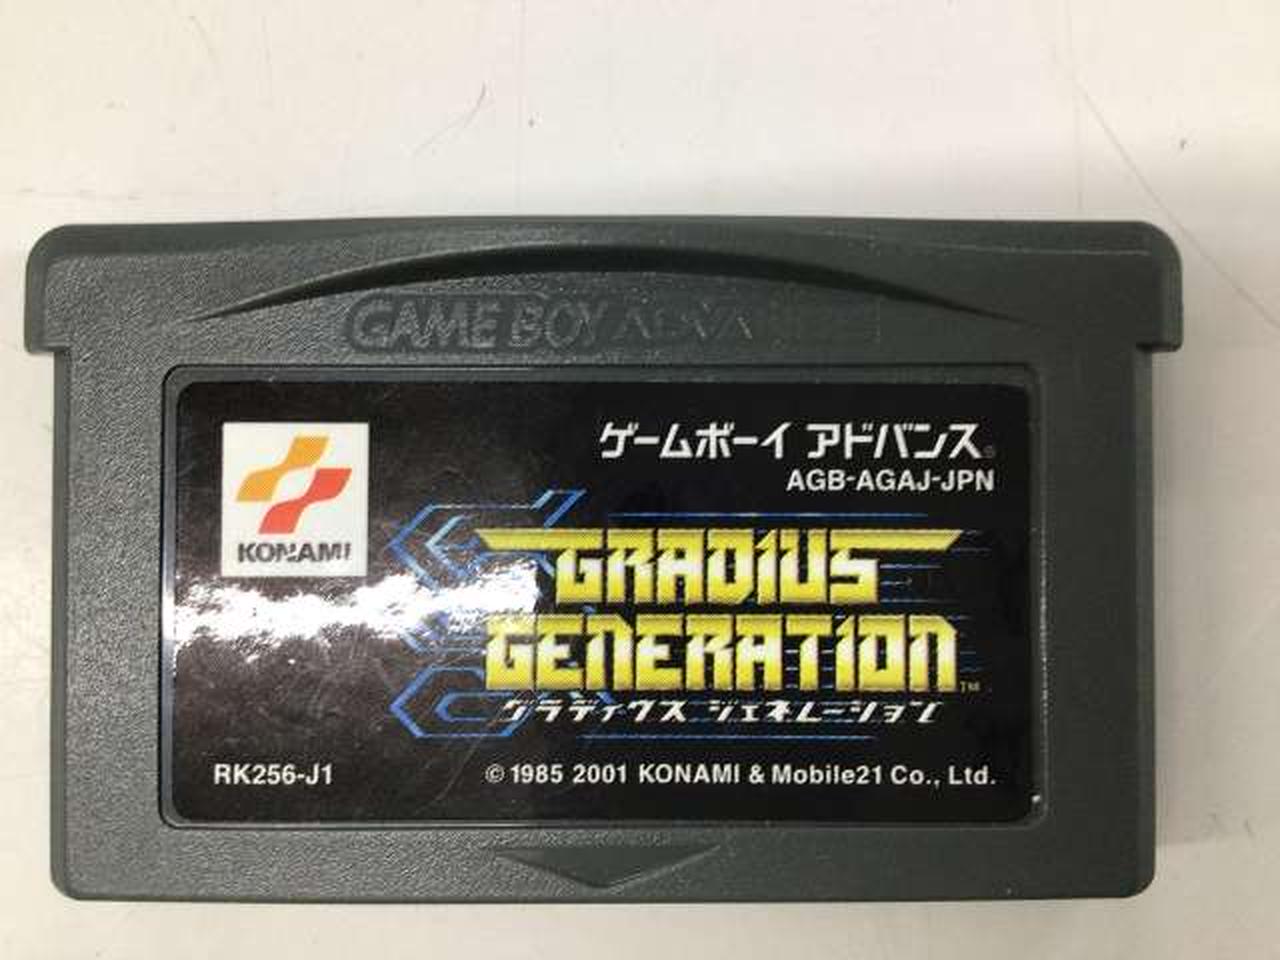 GAME BOY ADVANCE
ゲームボーイ アドバンス®
AGB-AGAJ-JPN
KONAMI
GRADIUS
GENERATION™
グラディウス ジェネレーション
RK256-J1
© 1985 2001 KONAMI & Mobile21 Co., Ltd.